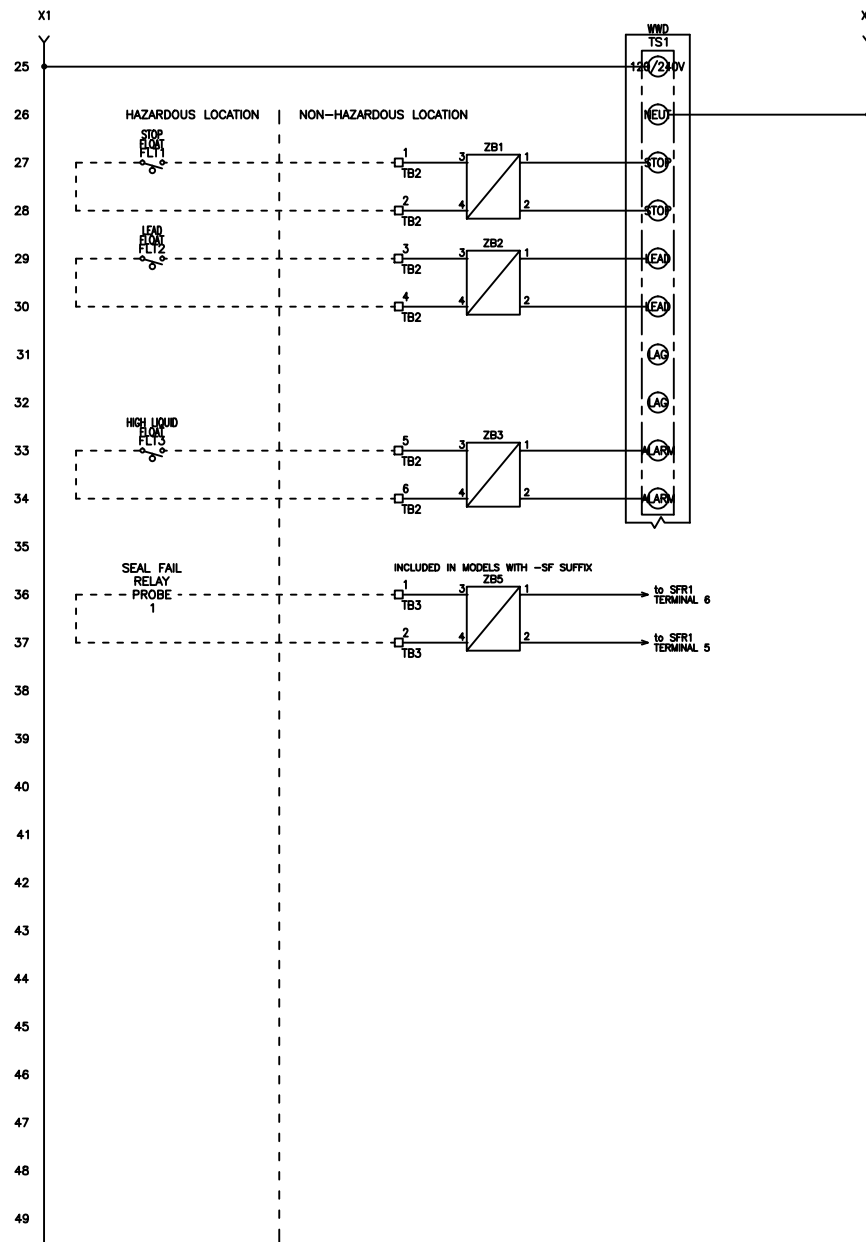 X1
X
WWD
TS1
25
120/240V
26
HAZARDOUS LOCATION
NON-HAZARDOUS LOCATION
NEUT
STOP
FLOAT
FLT1
27
1
TB2
3
ZB1
1
STOP
28
2
TB2
4
2
STOP
LEAD
FLOAT
FLT2
29
3
TB2
3
ZB2
1
LEAD
30
4
TB2
4
2
LEAD
31
LAG
32
LAG
HIGH LIQUID
FLOAT
FLT3
33
5
TB2
3
ZB3
1
ALARM
34
6
TB2
4
2
ALARM
35
SEAL FAIL
RELAY
PROBE
1
INCLUDED IN MODELS WITH -SF SUFFIX
36
1
TB3
3
ZB5
1
to SFR1
TERMINAL 6
37
2
TB3
4
2
to SFR1
TERMINAL 5
38
39
40
41
42
43
44
45
46
47
48
49